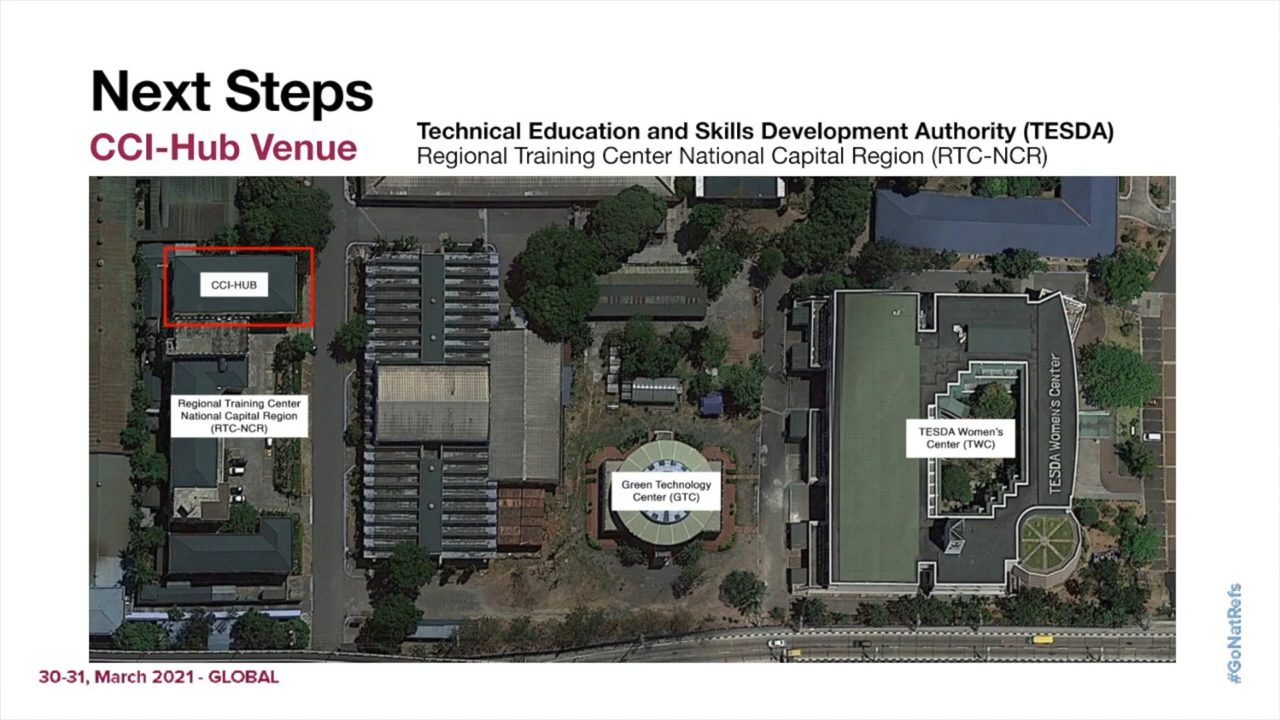 Next Steps
CCI-Hub Venue
Technical Education and Skills Development Authority (TESDA)
Regional Training Center National Capital Region (RTC-NCR)
CCI-HUB
Regional Training Center
National Capital Region
(RTC-NCR)
Green Technology
Center (GTC)
TESDA Women's
Center (TWC)
TESDA Women's Center
30-31, March 2021 - GLOBAL
#GoNatRefs